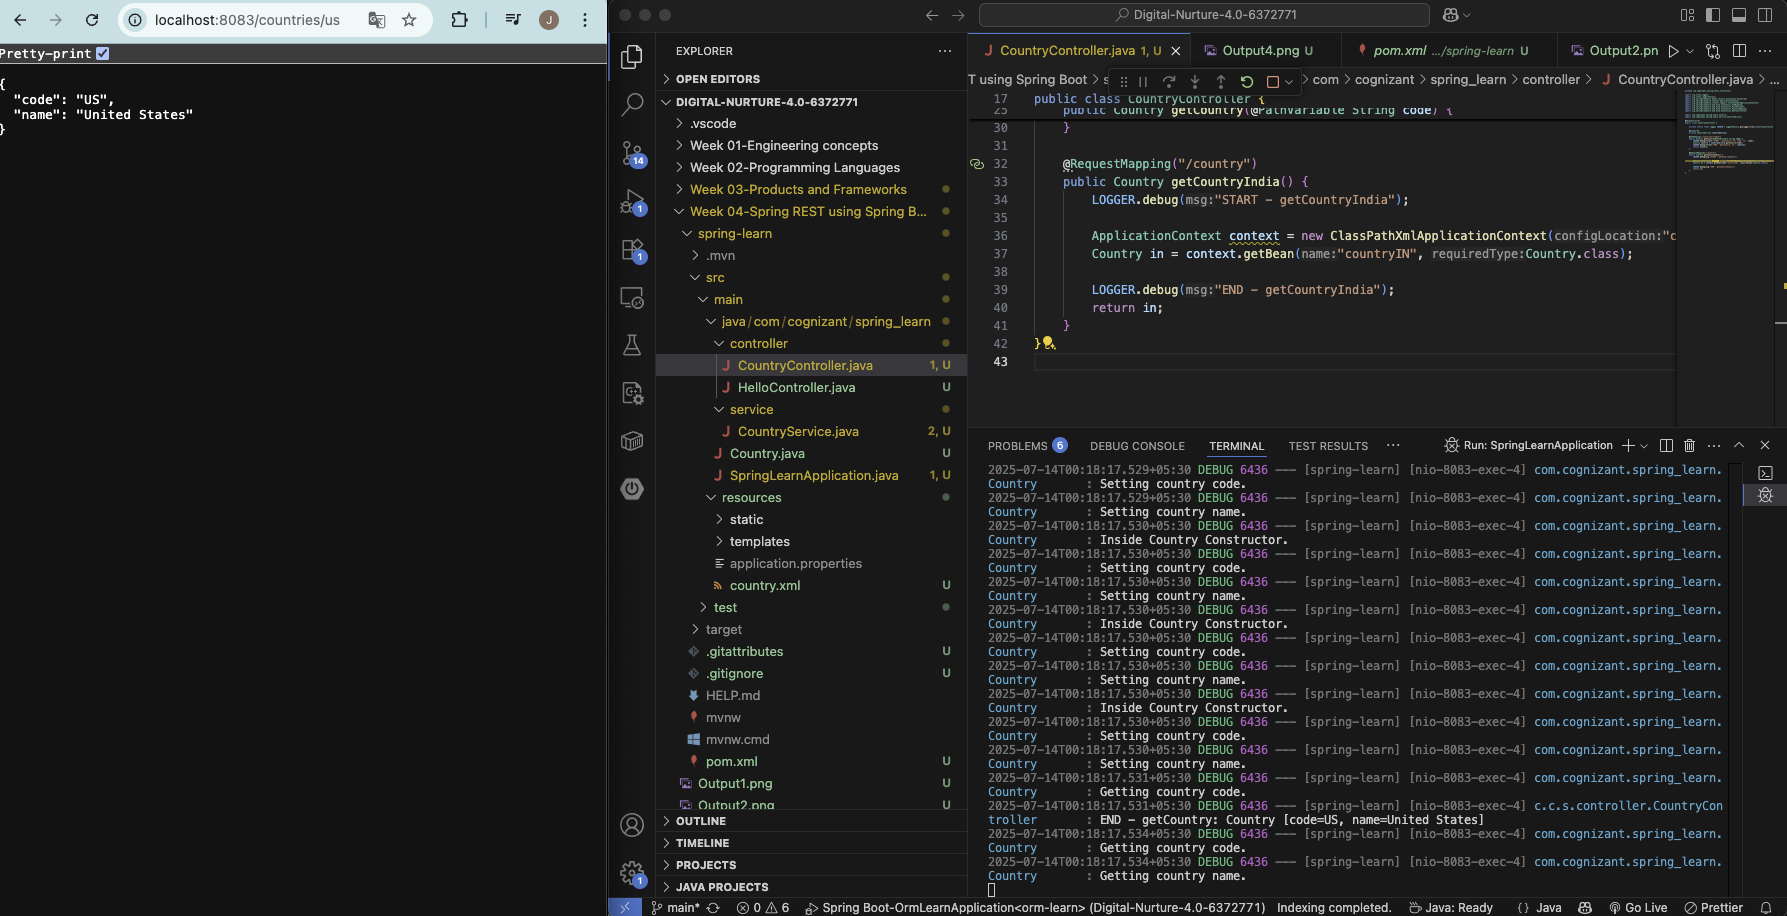 localhost:8083/countries/us
J
Pretty-print
{
"code": "US",
"name": "United States"
}
Digital-Nurture-4.0-6372771
EXPLORER
OPEN EDITORS
DIGITAL-NURTURE-4.0-6372771
.vscode
Week 01-Engineering concepts
Week 02-Programming Languages
Week 03-Products and Frameworks
Week 04-Spring REST using Spring B...
spring-learn
.mvn
src
main
java/com/cognizant/spring_learn
controller
CountryController.java 1, U
HelloController.java U
service
CountryService.java 2, U
Country.java U
SpringLearnApplication.java 1, U
resources
static
templates
application.properties
country.xml U
test
target
.gitattributes U
.gitignore U
HELP.md
mvnw
mvnw.cmd
pom.xml U
Output1.png U
Output2.png U
OUTLINE
TIMELINE
PROJECTS
JAVA PROJECTS
14
1
1
1
CountryController.java 1, U
Output4.png U
pom.xml .../spring-learn U
Output2.pn
T using Spring Boot > s
> com > cognizant > spring_learn > controller > CountryController.java > ...
17 public class CountryController {
25 public Country getCountry(@PathVariable String code) {
30 }
31
32 @RequestMapping("/country")
33 public Country getCountryIndia() {
34 LOGGER.debug(msg:"START - getCountryIndia");
35
36 ApplicationContext context = new ClassPathXmlApplicationContext(configLocation:"c
37 Country in = context.getBean(name:"countryIN", requiredType:Country.class);
38
39 LOGGER.debug(msg:"END - getCountryIndia");
40 return in;
41 }
42 }
43
PROBLEMS 6 DEBUG CONSOLE TERMINAL TEST RESULTS
Run: SpringLearnApplication
2025-07-14T00:18:17.529+05:30 DEBUG 6436 --- [spring-learn] [nio-8083-exec-4] com.cognizant.spring_learn.
Country : Setting country code.
2025-07-14T00:18:17.529+05:30 DEBUG 6436 --- [spring-learn] [nio-8083-exec-4] com.cognizant.spring_learn.
Country : Setting country name.
2025-07-14T00:18:17.530+05:30 DEBUG 6436 --- [spring-learn] [nio-8083-exec-4] com.cognizant.spring_learn.
Country : Inside Country Constructor.
2025-07-14T00:18:17.530+05:30 DEBUG 6436 --- [spring-learn] [nio-8083-exec-4] com.cognizant.spring_learn.
Country : Setting country code.
2025-07-14T00:18:17.530+05:30 DEBUG 6436 --- [spring-learn] [nio-8083-exec-4] com.cognizant.spring_learn.
Country : Setting country name.
2025-07-14T00:18:17.530+05:30 DEBUG 6436 --- [spring-learn] [nio-8083-exec-4] com.cognizant.spring_learn.
Country : Inside Country Constructor.
2025-07-14T00:18:17.530+05:30 DEBUG 6436 --- [spring-learn] [nio-8083-exec-4] com.cognizant.spring_learn.
Country : Setting country code.
2025-07-14T00:18:17.530+05:30 DEBUG 6436 --- [spring-learn] [nio-8083-exec-4] com.cognizant.spring_learn.
Country : Setting country name.
2025-07-14T00:18:17.530+05:30 DEBUG 6436 --- [spring-learn] [nio-8083-exec-4] com.cognizant.spring_learn.
Country : Inside Country Constructor.
2025-07-14T00:18:17.530+05:30 DEBUG 6436 --- [spring-learn] [nio-8083-exec-4] com.cognizant.spring_learn.
Country : Setting country code.
2025-07-14T00:18:17.530+05:30 DEBUG 6436 --- [spring-learn] [nio-8083-exec-4] com.cognizant.spring_learn.
Country : Setting country name.
2025-07-14T00:18:17.531+05:30 DEBUG 6436 --- [spring-learn] [nio-8083-exec-4] com.cognizant.spring_learn.
Country : Getting country code.
2025-07-14T00:18:17.531+05:30 DEBUG 6436 --- [spring-learn] [nio-8083-exec-4] c.c.s.controller.CountryCon
troller : END - getCountry: Country [code=US, name=United States]
2025-07-14T00:18:17.534+05:30 DEBUG 6436 --- [spring-learn] [nio-8083-exec-4] com.cognizant.spring_learn.
Country : Getting country code.
2025-07-14T00:18:17.534+05:30 DEBUG 6436 --- [spring-learn] [nio-8083-exec-4] com.cognizant.spring_learn.
Country : Getting country name.
main* 0 6 Spring Boot-OrmLearnApplication<orm-learn> (Digital-Nurture-4.0-6372771) Indexing completed. Java: Ready {} Java Go Live Prettier